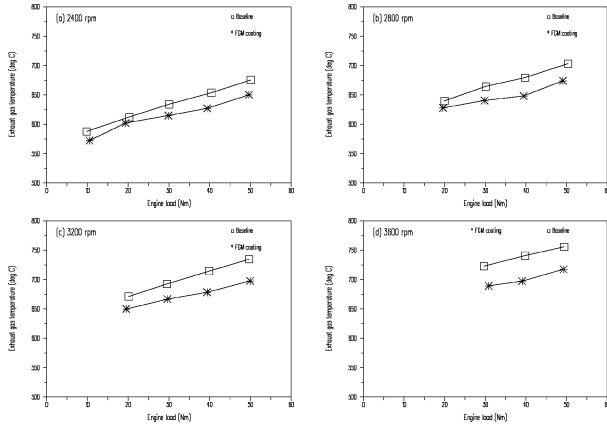 (a) 2400 rpm
Baseline
* FGM coating
Exhaust gas temperature (deg C)
800
750
700
650
600
550
500
0 10 20 30 40 50 60
Engine load (Nm)
(b) 2800 rpm
Baseline
* FGM coating
Exhaust gas temperature (deg C)
800
750
700
650
600
550
500
0 10 20 30 40 50 60
Engine load (Nm)
(c) 3200 rpm
Baseline
* FGM coating
Exhaust gas temperature (deg C)
800
750
700
650
600
550
500
0 10 20 30 40 50 60
Engine load (Nm)
(d) 3600 rpm
* FGM coating
Baseline
Exhaust gas temperature (deg C)
800
750
700
650
600
550
500
0 10 20 30 40 50 60
Engine load (Nm)